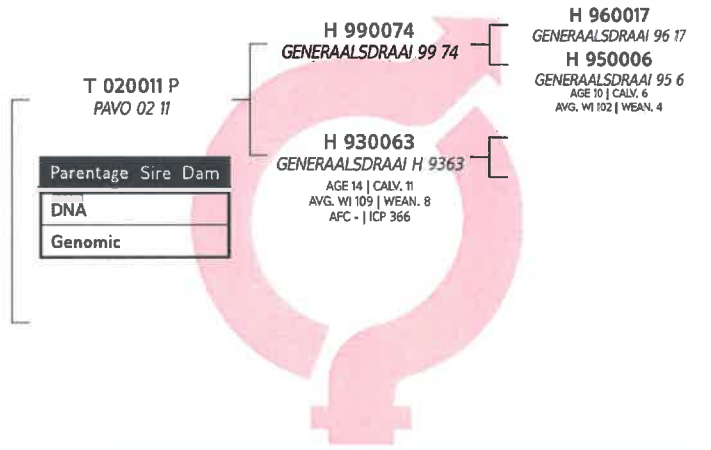 H 960017
GENERAALSDRAAI 96 17
H 990074
GENERAALSDRAAI 99 74
H 950006
GENERAALSDRAAI 95 6
AGE 10 | CALV. 6
AVG. WI 102 | WEAN. 4
T 020011 P
PAVO 02 11
H 930063
GENERAALSDRAAI H 9363
AGE 14 | CALV. 11
AVG. WI 109 | WEAN. 8
AFC - | ICP 366
Parentage Sire Dam
DNA
Genomic